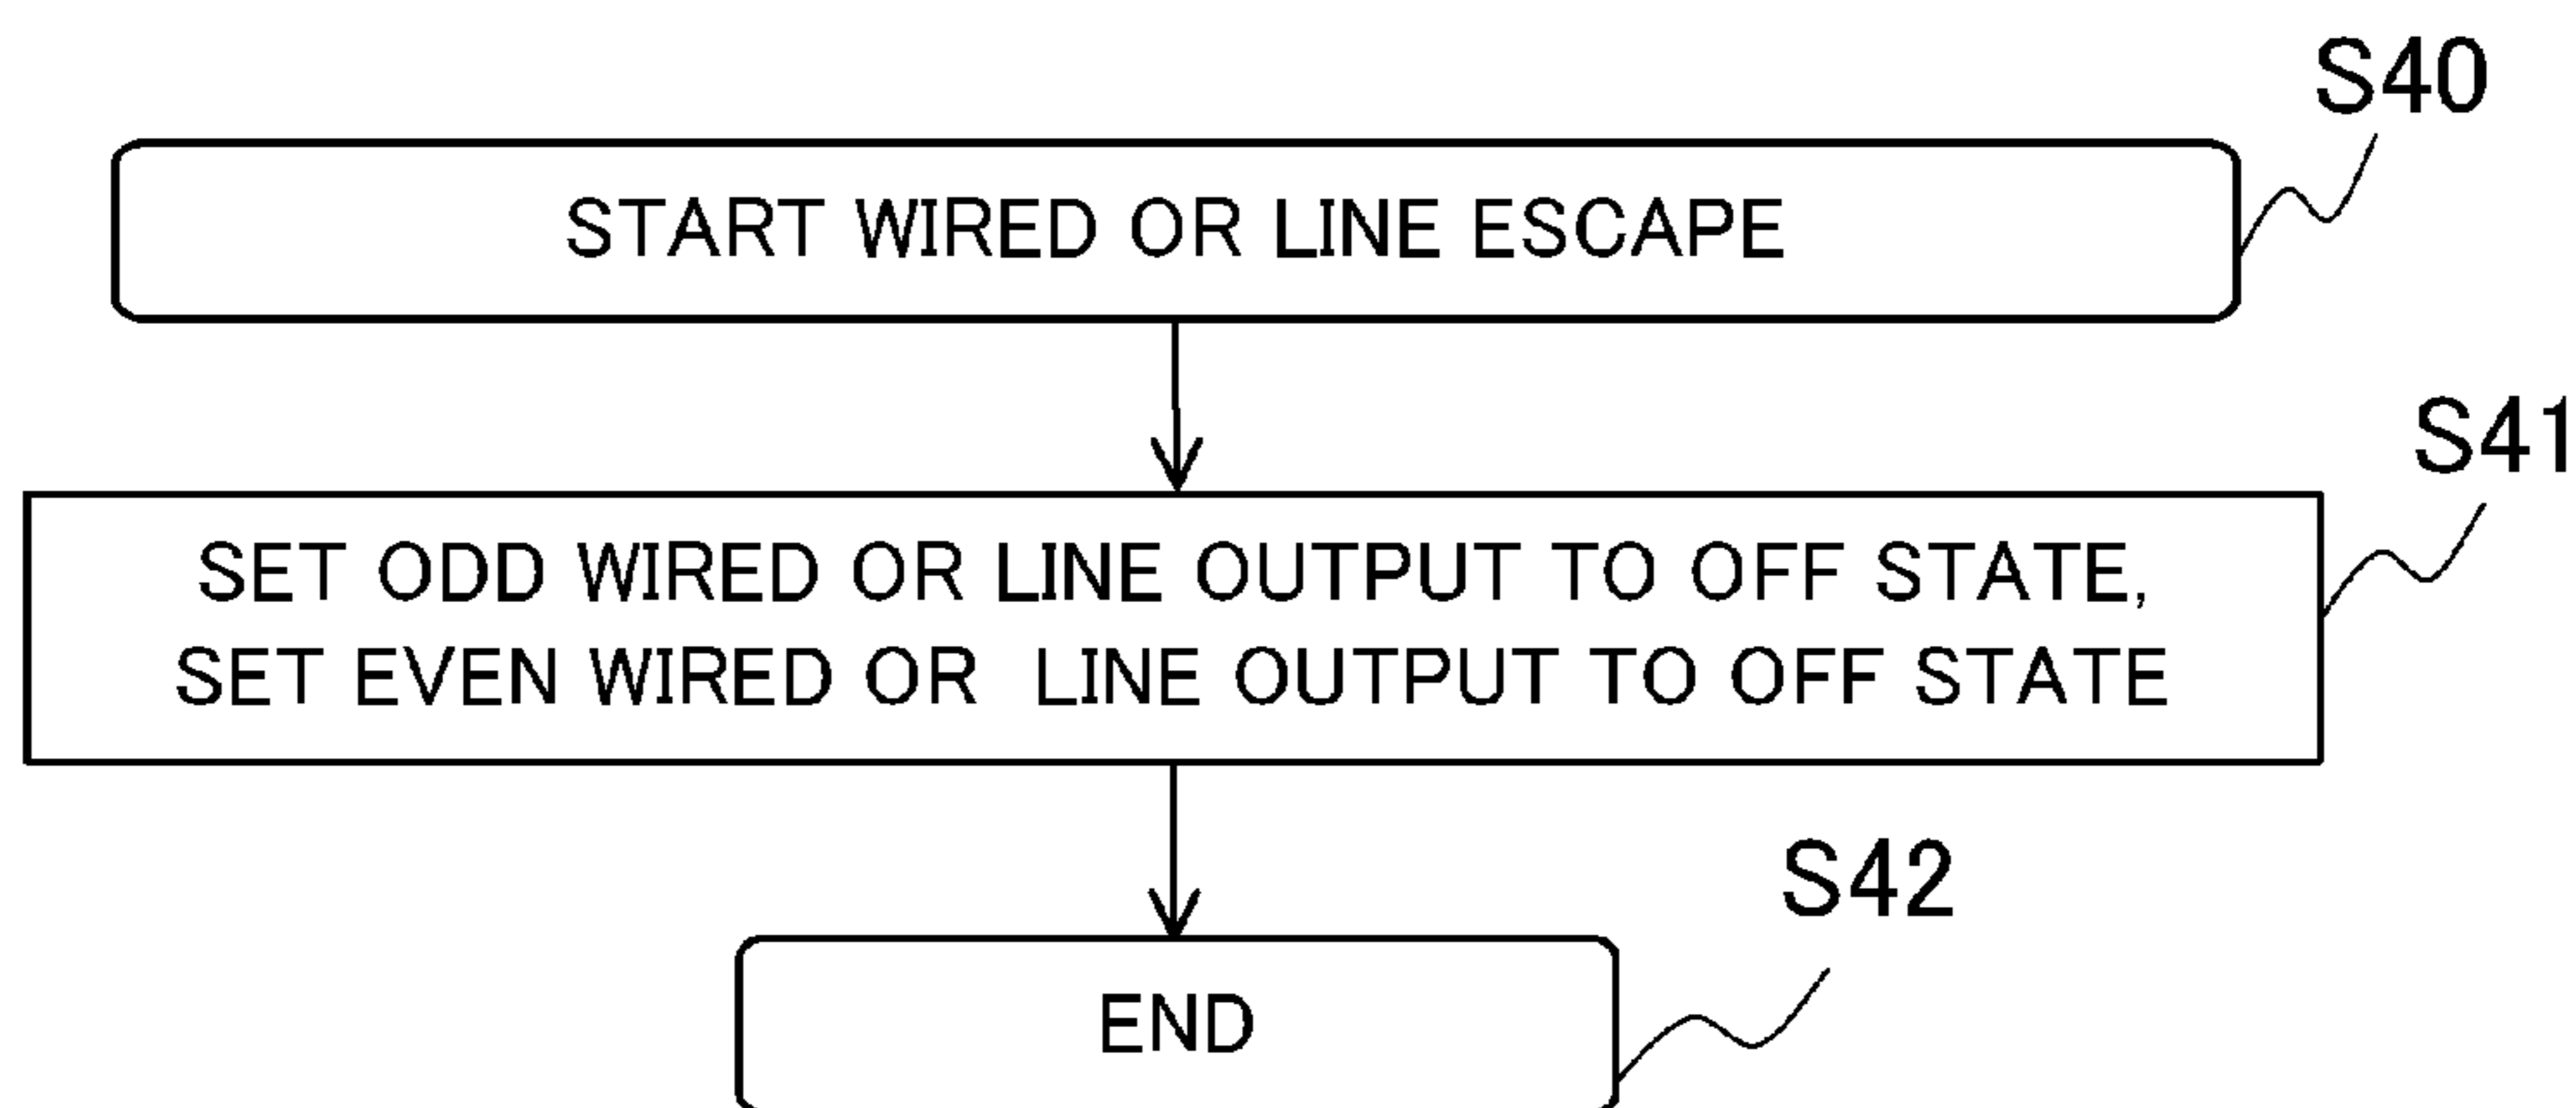 S40
START WIRED OR LINE ESCAPE
S41
SET ODD WIRED OR LINE OUTPUT TO OFF STATE,
SET EVEN WIRED OR LINE OUTPUT TO OFF STATE
S42
END